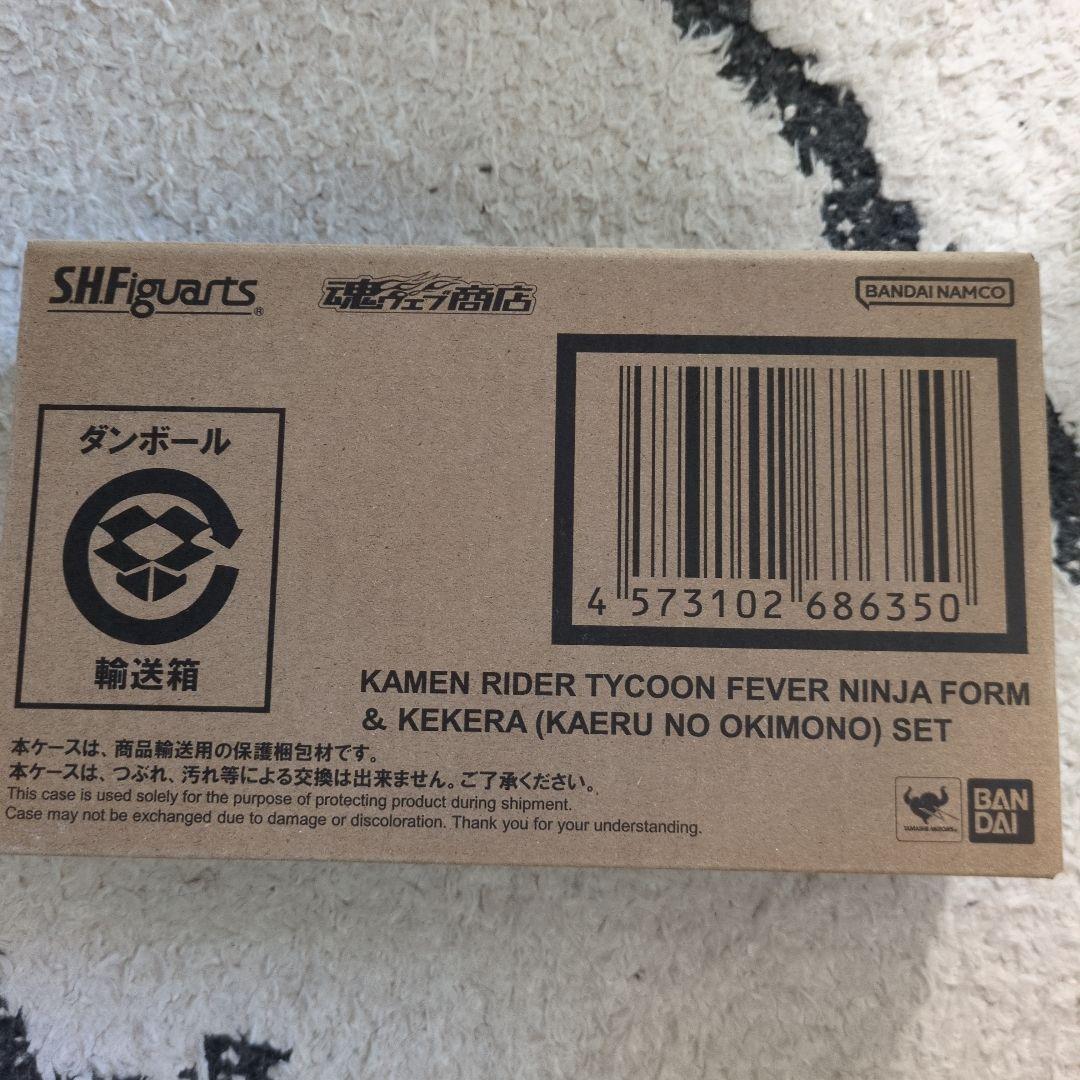 S.H.Figuarts®
魂ウェブ商店
BANDAI NAMCO
ダンボール
輸送箱
4 573102 686350
KAMEN RIDER TYCOON FEVER NINJA FORM
& KEKERA (KAERU NO OKIMONO) SET
本ケースは、商品輸送用の保護梱包材です。
本ケースは、つぶれ、汚れ等による交換は出来ません。ご了承ください。
This case is used solely for the purpose of protecting product during shipment.
Case may not be exchanged due to damage or discoloration. Thank you for your understanding.
TAMASHII NATIONS
BAN
DAI